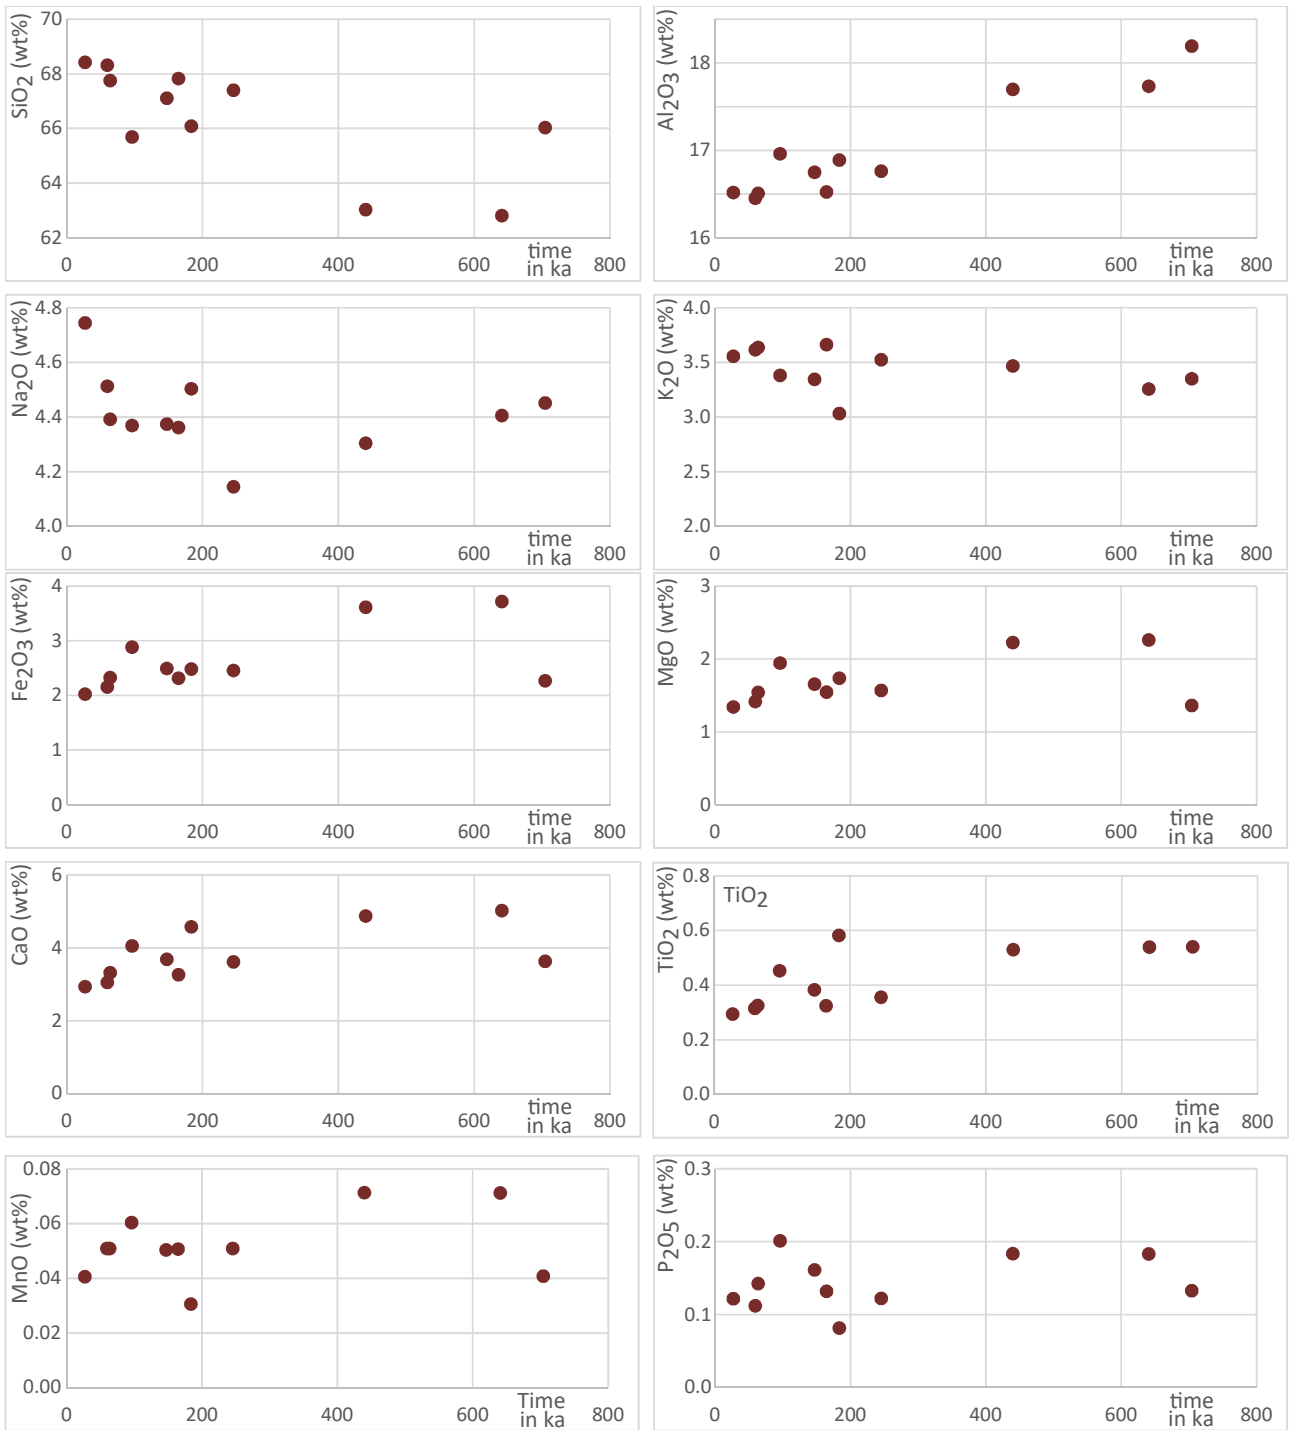 SiO2 (wt%)
70
68
66
64
62
0 200 400 600 800
time
in ka
Al2O3 (wt%)
18
17
16
0 200 400 600 800
time
in ka
Na2O (wt%)
4.8
4.6
4.4
4.2
4.0
0 200 400 600 800
time
in ka
K2O (wt%)
4.0
3.5
3.0
2.5
2.0
0 200 400 600 800
time
in ka
Fe2O3 (wt%)
4
3
2
1
0
0 200 400 600 800
time
in ka
MgO (wt%)
3
2
1
0
0 200 400 600 800
time
in ka
CaO (wt%)
6
4
2
0
0 200 400 600 800
time
in ka
TiO2 (wt%)
TiO2
0.8
0.6
0.4
0.2
0.0
0 200 400 600 800
time
in ka
MnO (wt%)
0.08
.06
.04
0.02
0.00
0 200 400 600 800
Time
in ka
P2O5 (wt%)
0.3
0.2
0.1
0.0
0 200 400 600 800
time
in ka